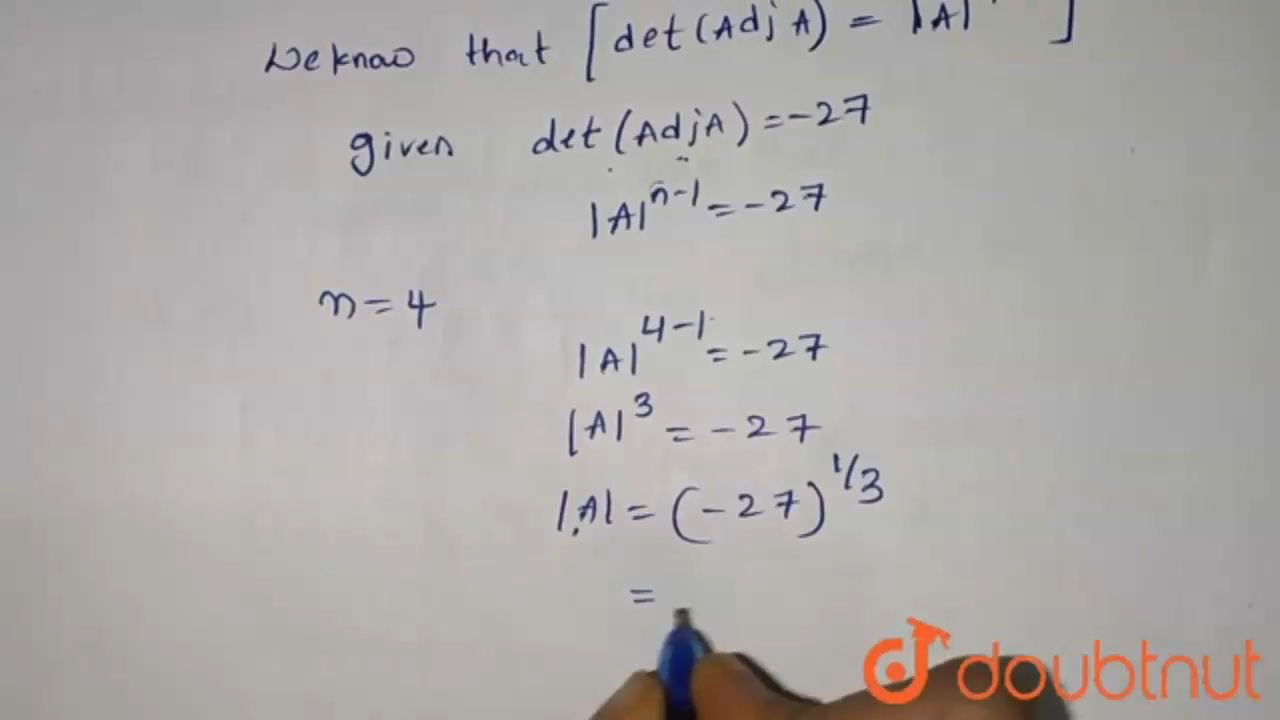 We know that [det(Adj A) = |A| ]
given det(Adj A) = -27
|A|^{n-1} = -27
n = 4
|A|^{4-1} = -27
|A|^3 = -27
|A| = (-27)^{1/3}
=
doubtnut